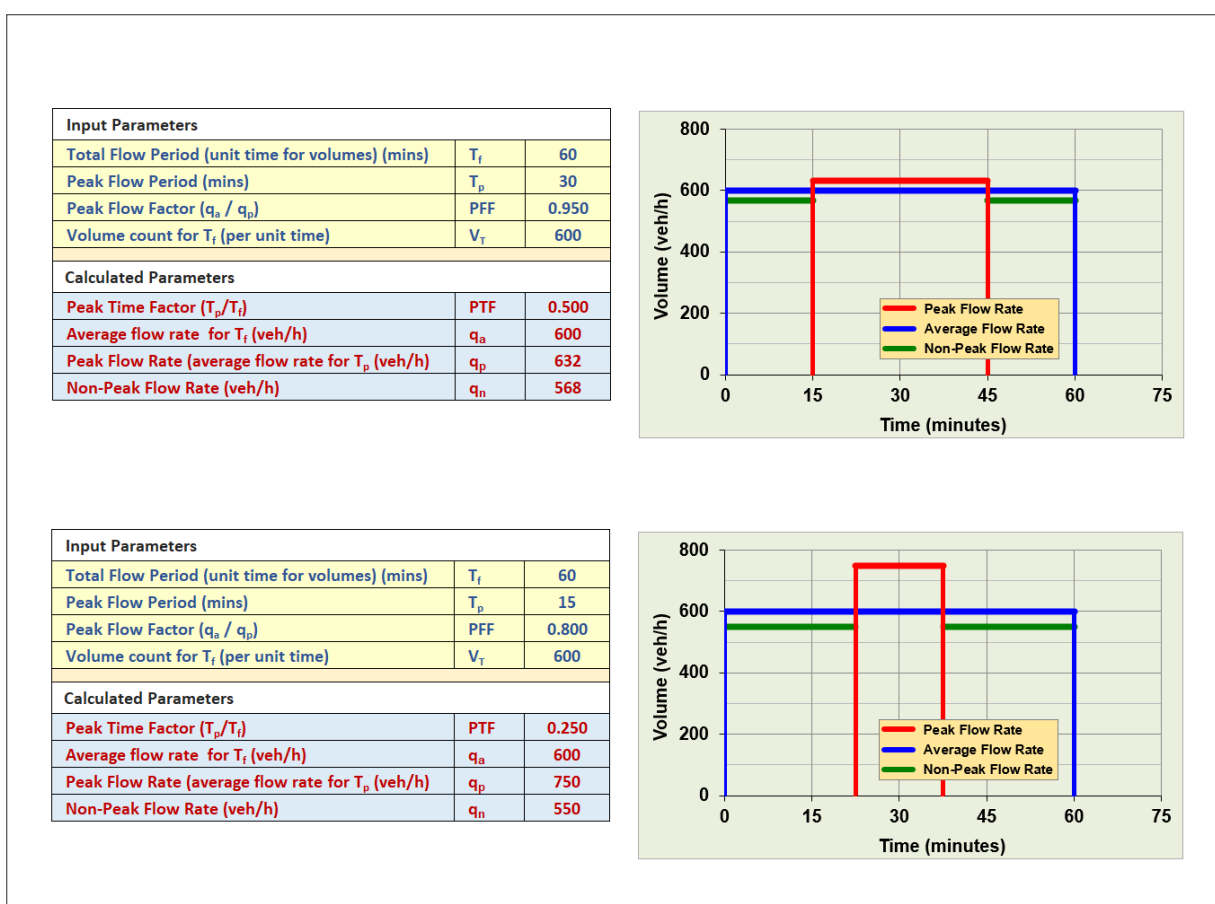 Input Parameters
Total Flow Period (unit time for volumes) (mins) Tf 60
Peak Flow Period (mins) Tp 30
Peak Flow Factor (qa / qp) PFF 0.950
Volume count for Tf (per unit time) VT 600
Calculated Parameters
Peak Time Factor (Tp/Tf) PTF 0.500
Average flow rate for Tf (veh/h) qa 600
Peak Flow Rate (average flow rate for Tp (veh/h) qp 632
Non-Peak Flow Rate (veh/h) qn 568
Volume (veh/h)
800
600
400
200
0
Peak Flow Rate
Average Flow Rate
Non-Peak Flow Rate
0 15 30 45 60 75
Time (minutes)
Input Parameters
Total Flow Period (unit time for volumes) (mins) Tf 60
Peak Flow Period (mins) Tp 15
Peak Flow Factor (qa / qp) PFF 0.800
Volume count for Tf (per unit time) VT 600
Calculated Parameters
Peak Time Factor (Tp/Tf) PTF 0.250
Average flow rate for Tf (veh/h) qa 600
Peak Flow Rate (average flow rate for Tp (veh/h) qp 750
Non-Peak Flow Rate (veh/h) qn 550
Volume (veh/h)
800
600
400
200
0
Peak Flow Rate
Average Flow Rate
Non-Peak Flow Rate
0 15 30 45 60 75
Time (minutes)